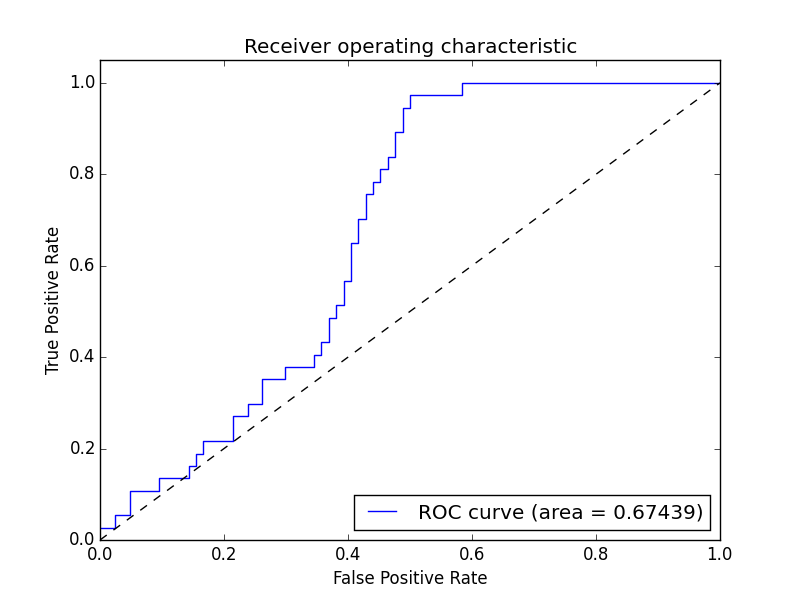 Receiver operating characteristic
1.0
0.8
0.6
0.4
0.2
0.0
True Positive Rate
ROC curve (area = 0.67439)
0.0 0.2 0.4 0.6 0.8 1.0
False Positive Rate